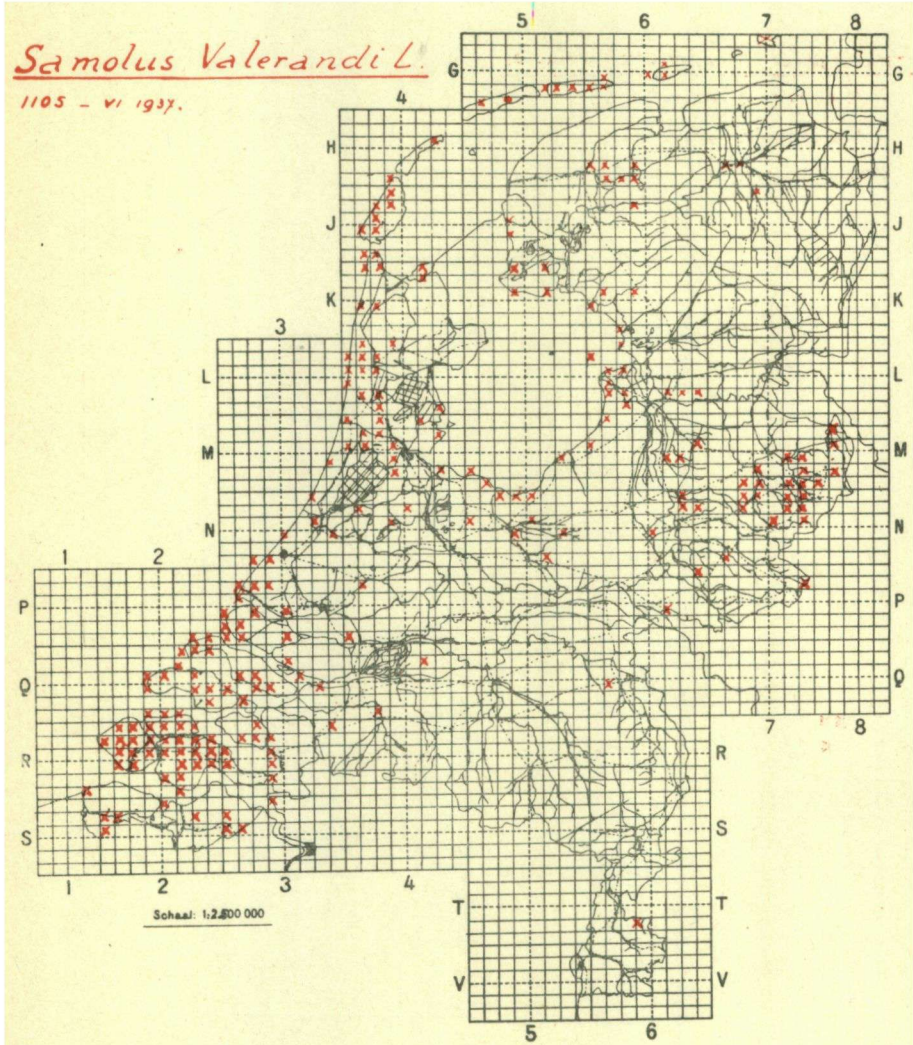 Samolus Valerandi L.
1105 – VI 1937.
5 6 7 8
G G
4
H H
J J
K K
3
L L
M M
N N
1 2
P P
Q Q
7 8
R R
S S
1 2 3 4
Schaal: 1:2.500 000
T T
V V
5 6